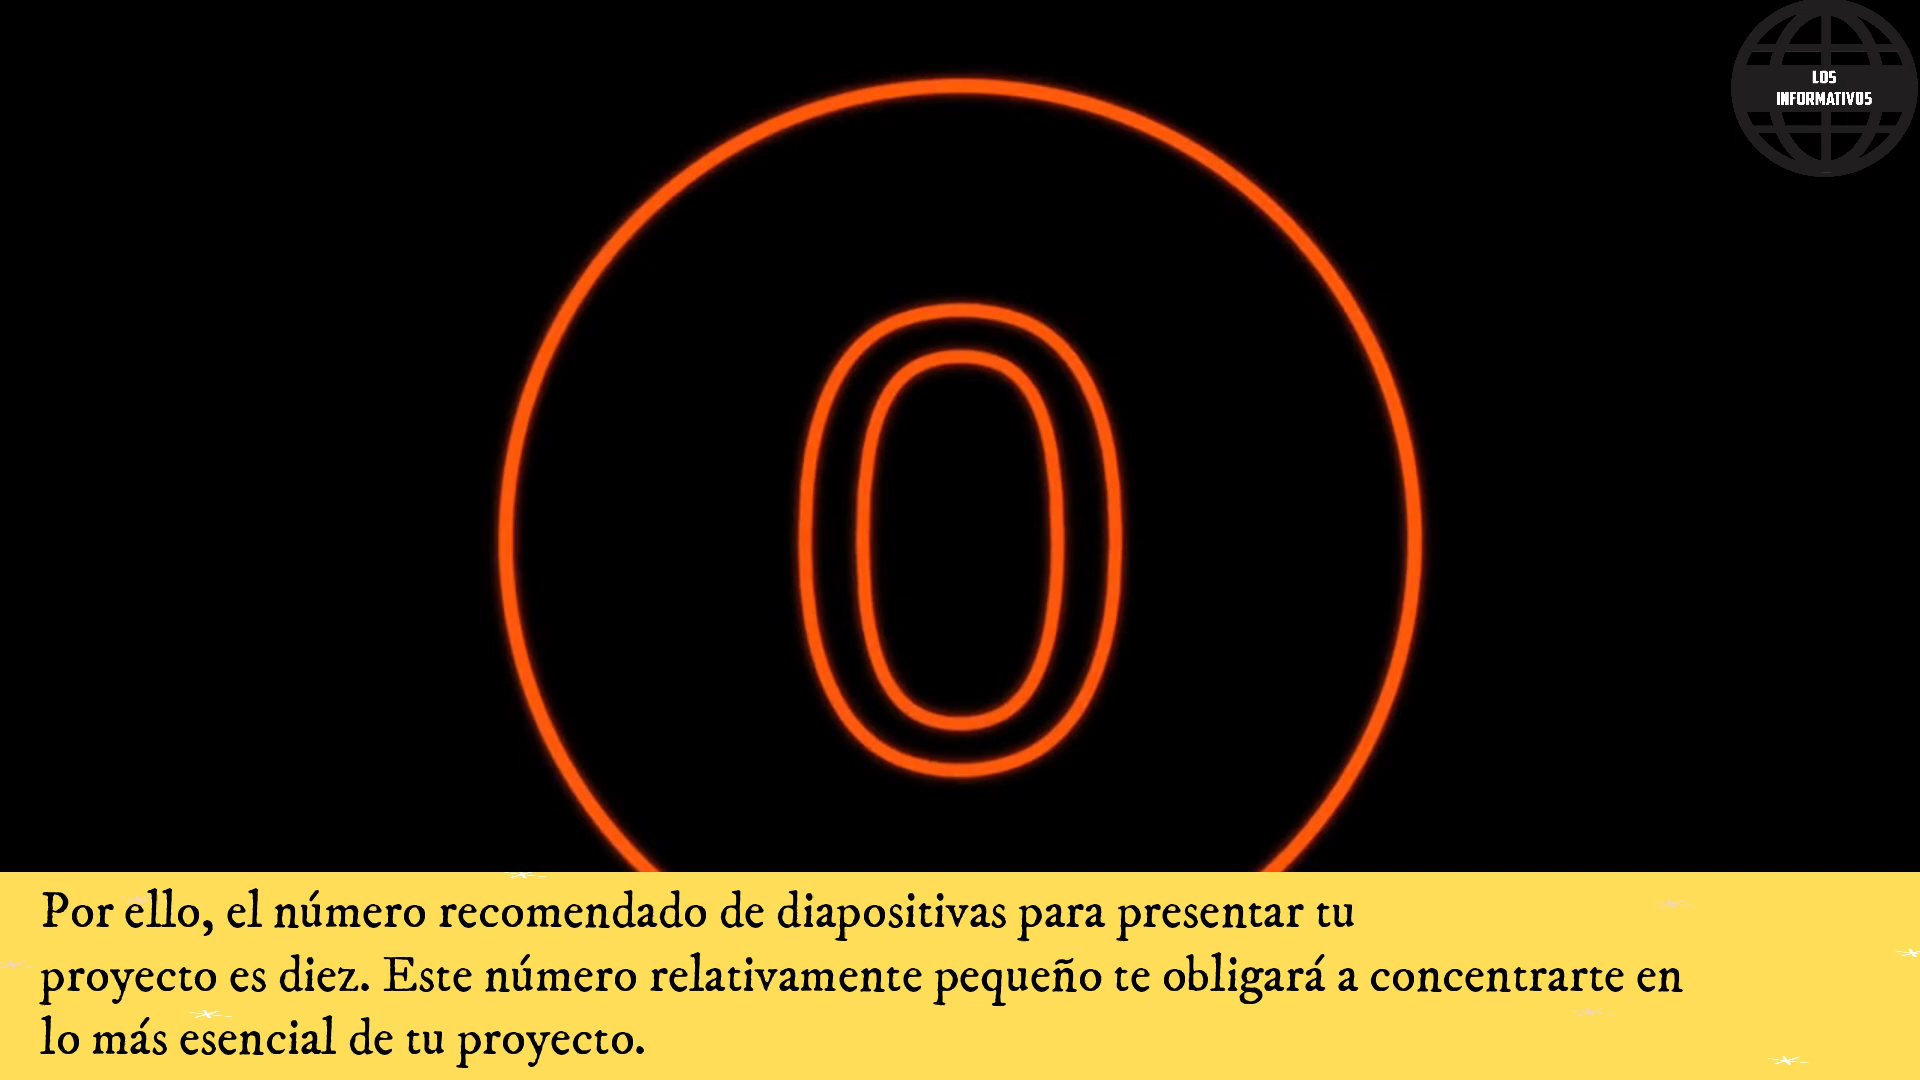 LOS
INFORMATIVOS
0
Por ello, el número recomendado de diapositivas para presentar tu
proyecto es diez. Este número relativamente pequeño te obligará a concentrarte en
lo más esencial de tu proyecto.